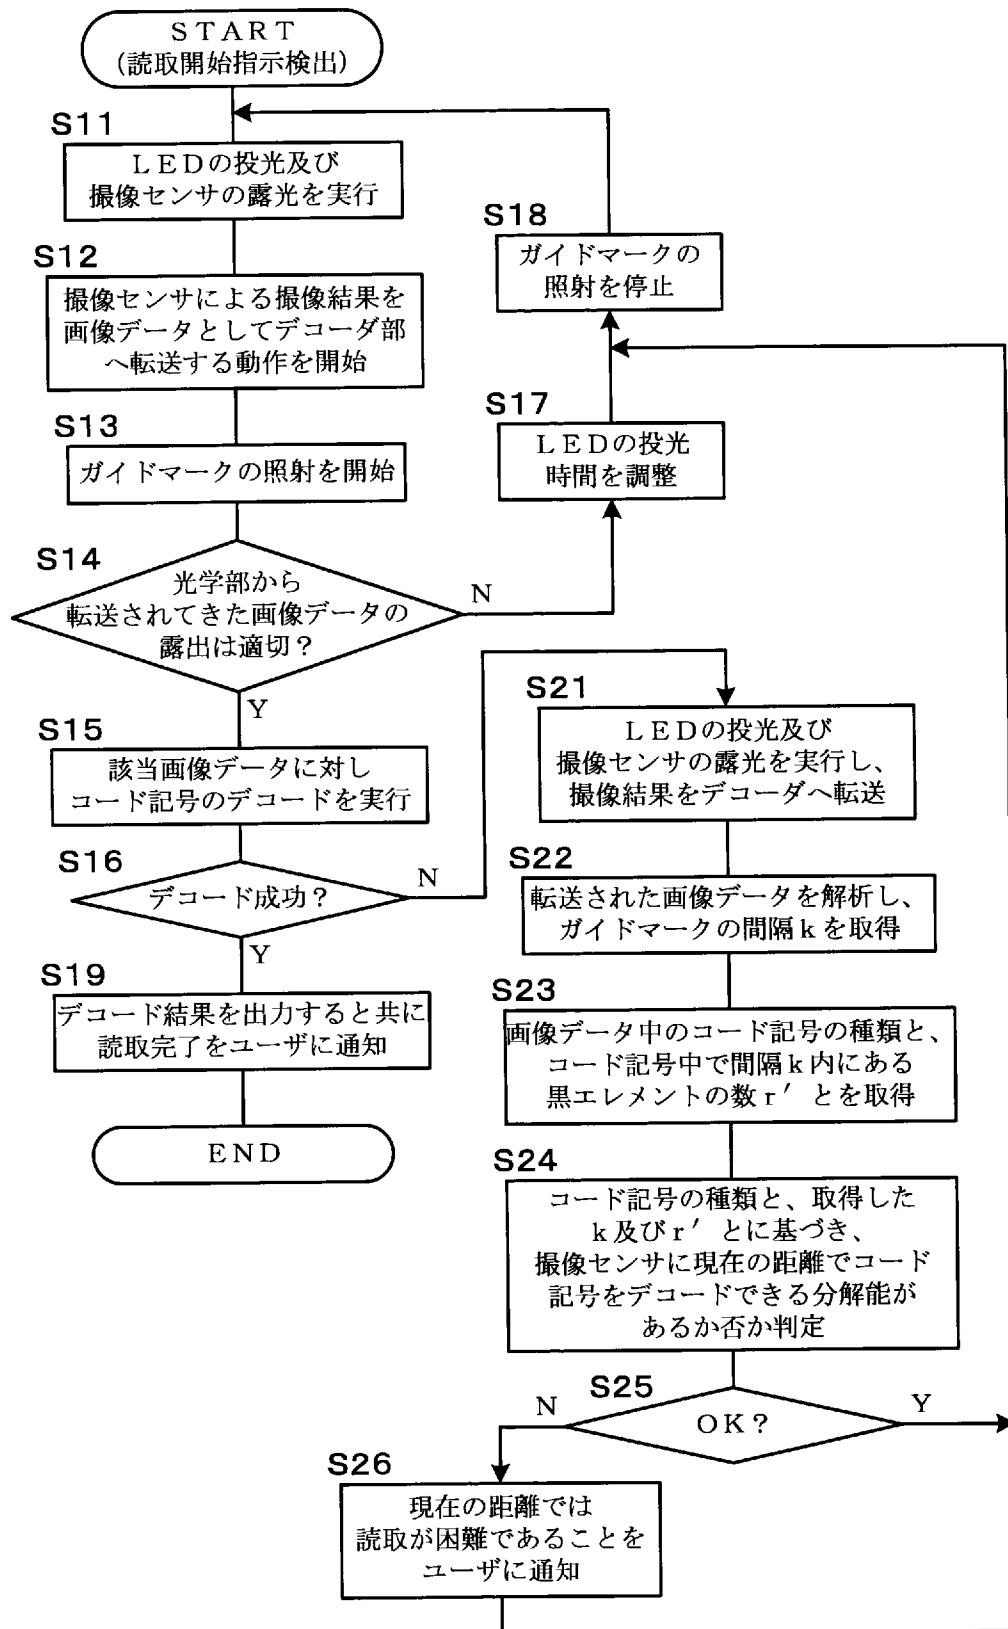 START
(読取開始指示検出)
S11
LEDの投光及び
撮像センサの露光を実行
S12
撮像センサによる撮像結果を
画像データとしてデコーダ部
へ転送する動作を開始
S13
ガイドマークの照射を開始
S14
光学部から
転送されてきた画像データの
露出は適切?
N
Y
S15
該当画像データに対し
コード記号のデコードを実行
S16
デコード成功?
N
Y
S19
デコード結果を出力すると共に
読取完了をユーザに通知
END
S18
ガイドマークの
照射を停止
S17
LEDの投光
時間を調整
S21
LEDの投光及び
撮像センサの露光を実行し、
撮像結果をデコーダへ転送
S22
転送された画像データを解析し、
ガイドマークの間隔kを取得
S23
画像データ中のコード記号の種類と、
コード記号中で間隔k内にある
黒エレメントの数r′とを取得
S24
コード記号の種類と、取得した
k及びr′とに基づき、
撮像センサに現在の距離でコード
記号をデコードできる分解能が
あるか否か判定
S25
OK?
N
Y
S26
現在の距離では
読取が困難であることを
ユーザに通知